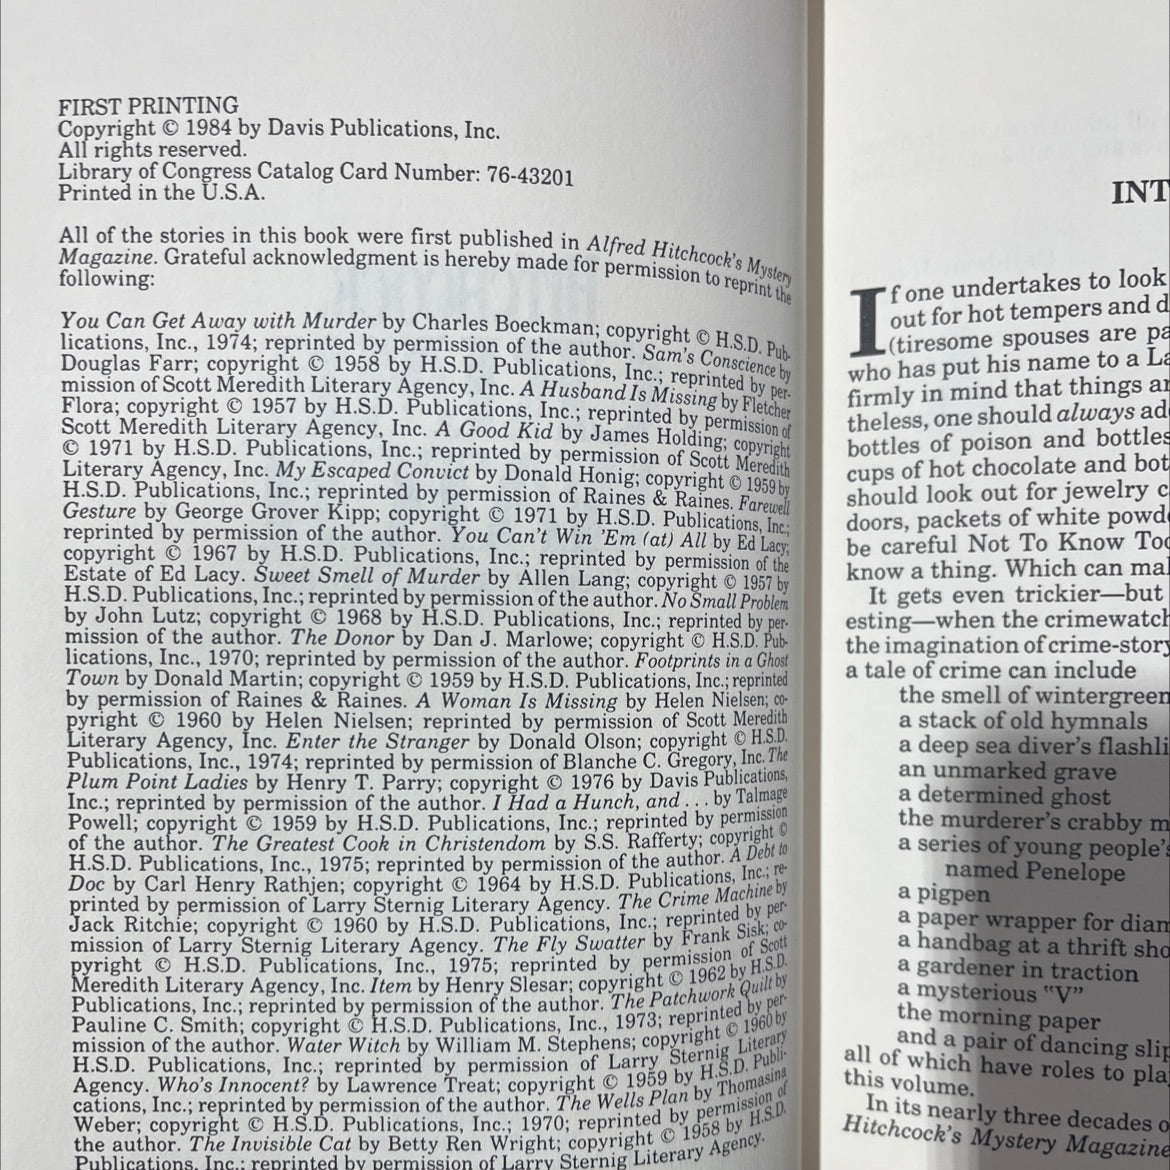 FIRST PRINTING
Copyright © 1984 by Davis Publications, Inc.
All rights reserved.
Library of Congress Catalog Card Number: 76-43201
Printed in the U.S.A.
All of the stories in this book were first published in Alfred Hitchcock's Mystery
Magazine. Grateful acknowledgment is hereby made for permission to reprint the
following:
You Can Get Away with Murder by Charles Boeckman; copyright © H.S.D. Pub-
lications, Inc., 1974; reprinted by permission of the author. Sam's Conscience by
Douglas Farr; copyright © 1958 by H.S.D. Publications, Inc.; reprinted by per-
mission of Scott Meredith Literary Agency, Inc. A Husband Is Missing by Fletcher
Flora; copyright © 1957 by H.S.D. Publications, Inc.; reprinted by permission of
Scott Meredith Literary Agency, Inc. A Good Kid by James Holding; copyright
© 1971 by H.S.D. Publications, Inc.; reprinted by permission of Scott Meredith
Literary Agency, Inc. My Escaped Convict by Donald Honig; copyright © 1959 by
H.S.D. Publications, Inc.; reprinted by permission of Raines & Raines. Farewell
Gesture by George Grover Kipp; copyright © 1971 by H.S.D. Publications, Inc.;
reprinted by permission of the author. You Can't Win 'Em (at) All by Ed Lacy;
copyright © 1967 by H.S.D. Publications, Inc.; reprinted by permission of the
Estate of Ed Lacy. Sweet Smell of Murder by Allen Lang; copyright © 1957 by
H.S.D. Publications, Inc.; reprinted by permission of the author. No Small Problem
by John Lutz; copyright © 1968 by H.S.D. Publications, Inc.; reprinted by per-
mission of the author. The Donor by Dan J. Marlowe; copyright © H.S.D. Pub-
lications, Inc., 1970; reprinted by permission of the author. Footprints in a Ghost
Town by Donald Martin; copyright © 1959 by H.S.D. Publications, Inc.; reprinted
by permission of Raines & Raines. A Woman Is Missing by Helen Nielsen; co-
pyright © 1960 by Helen Nielsen; reprinted by permission of Scott Meredith
Literary Agency, Inc. Enter the Stranger by Donald Olson; copyright © H.S.D.
Publications, Inc., 1974; reprinted by permission of Blanche C. Gregory, Inc. The
Plum Point Ladies by Henry T. Parry; copyright © 1976 by Davis Publications,
Inc.; reprinted by permission of the author. I Had a Hunch, and . . . by Talmage
Powell; copyright © 1959 by H.S.D. Publications, Inc.; reprinted by permission
of the author. The Greatest Cook in Christendom by S.S. Rafferty; copyright ©
H.S.D. Publications, Inc., 1975; reprinted by permission of the author. A Debt to
Doc by Carl Henry Rathjen; copyright © 1964 by H.S.D. Publications, Inc.; re-
printed by permission of Larry Sternig Literary Agency. The Crime Machine by
Jack Ritchie; copyright © 1960 by H.S.D. Publications, Inc.; reprinted by per-
mission of Larry Sternig Literary Agency. The Fly Swatter by Frank Sisk; co-
pyright © H.S.D. Publications, Inc., 1975; reprinted by permission of Scott
Meredith Literary Agency, Inc. Item by Henry Slesar; copyright © 1962 by H.S.D.
Publications, Inc.; reprinted by permission of the author. The Patchwork Quilt by
Pauline C. Smith; copyright © H.S.D. Publications, Inc., 1973; reprinted by per-
mission of the author. Water Witch by William M. Stephens; copyright © 1960 by
H.S.D. Publications, Inc.; reprinted by permission of Larry Sternig Literary
Agency. Who's Innocent? by Lawrence Treat; copyright © 1959 by H.S.D. Publi-
cations, Inc.; reprinted by permission of the author. The Wells Plan by Thomasina
Weber; copyright © H.S.D. Publications, Inc., 1970; reprinted by permission of
the author. The Invisible Cat by Betty Ren Wright; copyright © 1958 by H.S.D.
Publications, Inc.; reprinted by permission of Larry Sternig Literary Agency.
INT
If one undertakes to look
out for hot tempers and d
(tiresome spouses are pa
who has put his name to a La
firmly in mind that things ar
theless, one should always ad
bottles of poison and bottles
cups of hot chocolate and bot
should look out for jewelry c
doors, packets of white powd
be careful Not To Know Too
know a thing. Which can mal
It gets even trickier—but
esting—when the crimewatch
the imagination of crime-story
a tale of crime can include
the smell of wintergreen
a stack of old hymnals
a deep sea diver's flashli
an unmarked grave
a determined ghost
the murderer's crabby m
a series of young people's
named Penelope
a pigpen
a paper wrapper for diam
a handbag at a thrift sho
a gardener in traction
a mysterious "V"
the morning paper
and a pair of dancing slip
all of which have roles to pla
this volume.
In its nearly three decades o
Hitchcock's Mystery Magazine